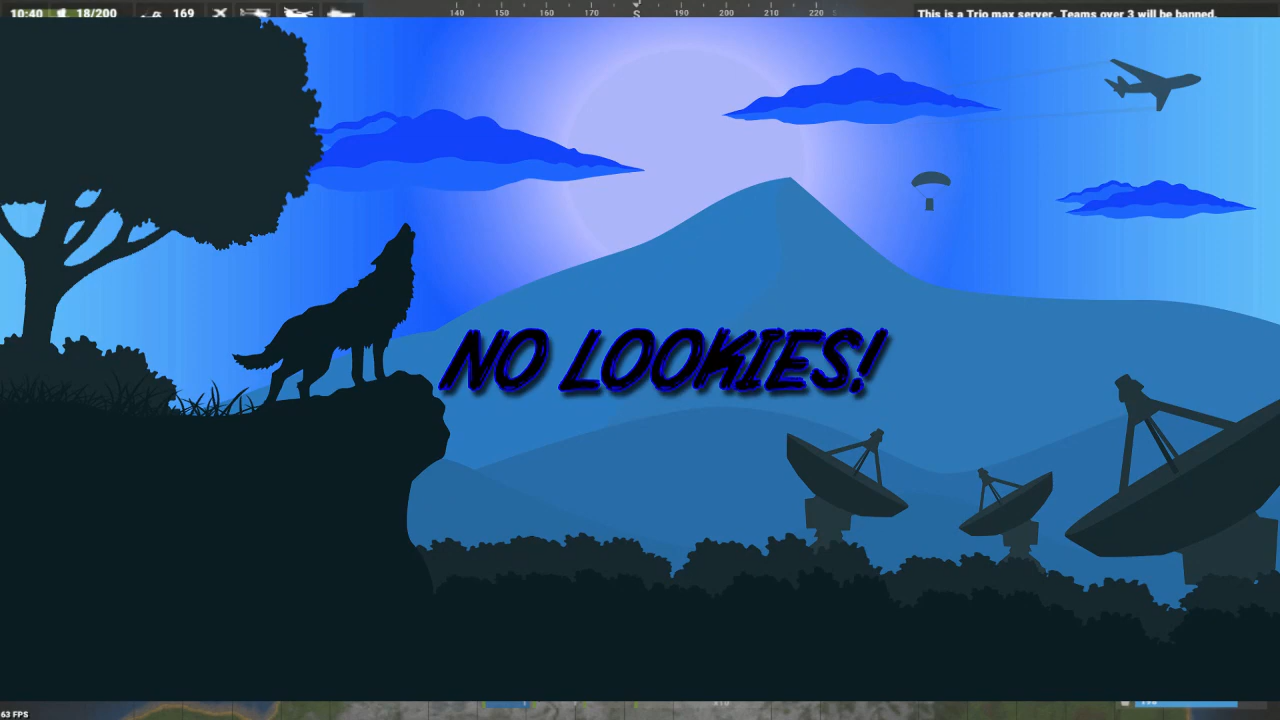 10:40 18/200 169
140 150 160 170 S 190 200 210 220
This is a Trio max server. Teams over 3 will be banned.
NO LOOKIES!
63 FPS